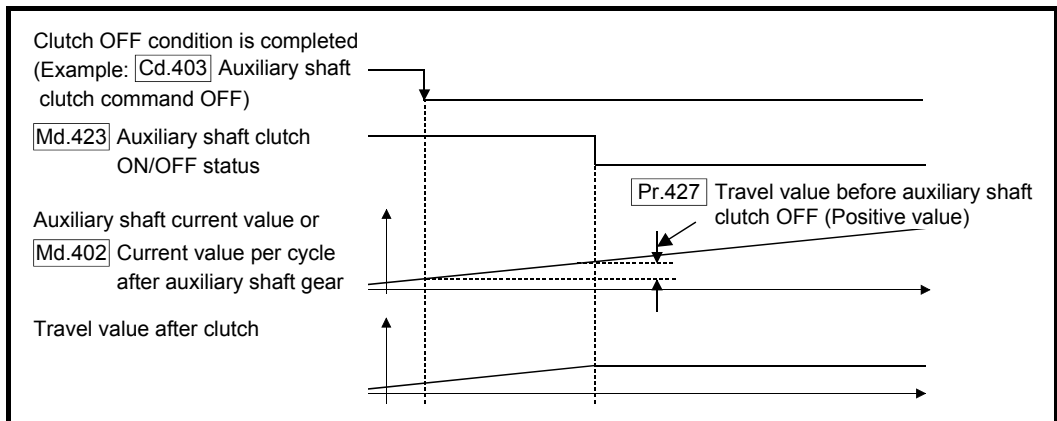 Clutch OFF condition is completed
(Example: Cd.403 Auxiliary shaft
clutch command OFF)
Md.423 Auxiliary shaft clutch
ON/OFF status
Pr.427 Travel value before auxiliary shaft
clutch OFF (Positive value)
Auxiliary shaft current value or
Md.402 Current value per cycle
after auxiliary shaft gear
Travel value after clutch